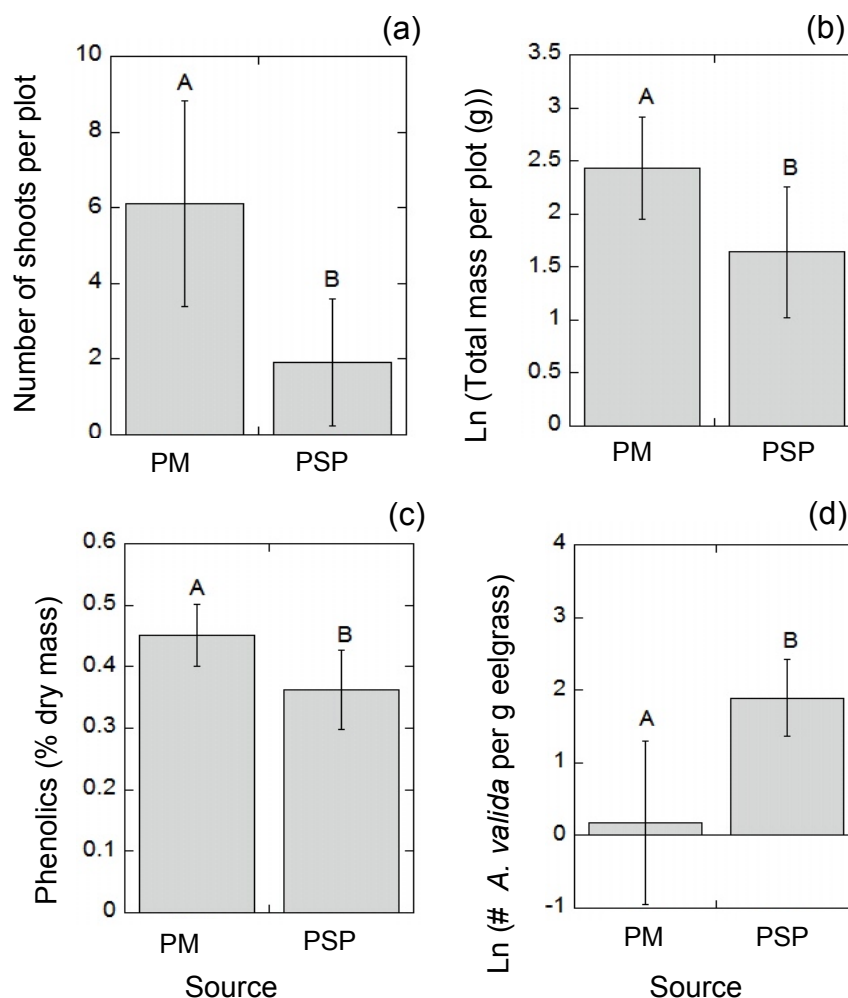 (a)
Number of shoots per plot
10
8
6
4
2
0
A
B
PM PSP
(b)
Ln (Total mass per plot (g))
3.5
3
2.5
2
1.5
1
0.5
0
A
B
PM PSP
(c)
Phenolics (% dry mass)
0.6
0.5
0.4
0.3
0.2
0.1
0
A
B
PM PSP
Source
(d)
Ln (# A. valida per g eelgrass)
4
3
2
1
0
-1
A
B
PM PSP
Source